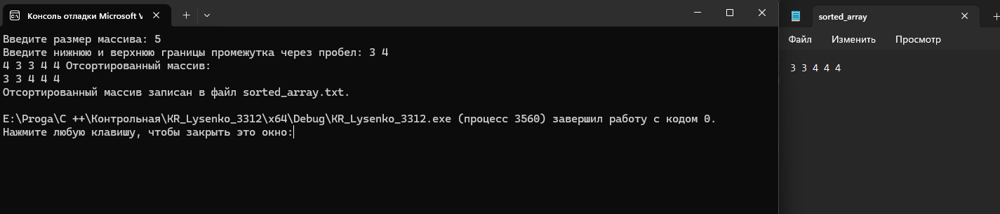 Консоль отладки Microsoft V
Введите размер массива: 5
Введите нижнюю и верхнюю границы промежутка через пробел: 3 4
4 3 3 4 4 Отсортированный массив:
3 3 4 4 4
Отсортированный массив записан в файл sorted_array.txt.
E:\Proga\C ++\Контрольная\KR_Lysenko_3312\x64\Debug\KR_Lysenko_3312.exe (процесс 3560) завершил работу с кодом 0.
Нажмите любую клавишу, чтобы закрыть это окно:
sorted_array
Файл Изменить Просмотр
3 3 4 4 4